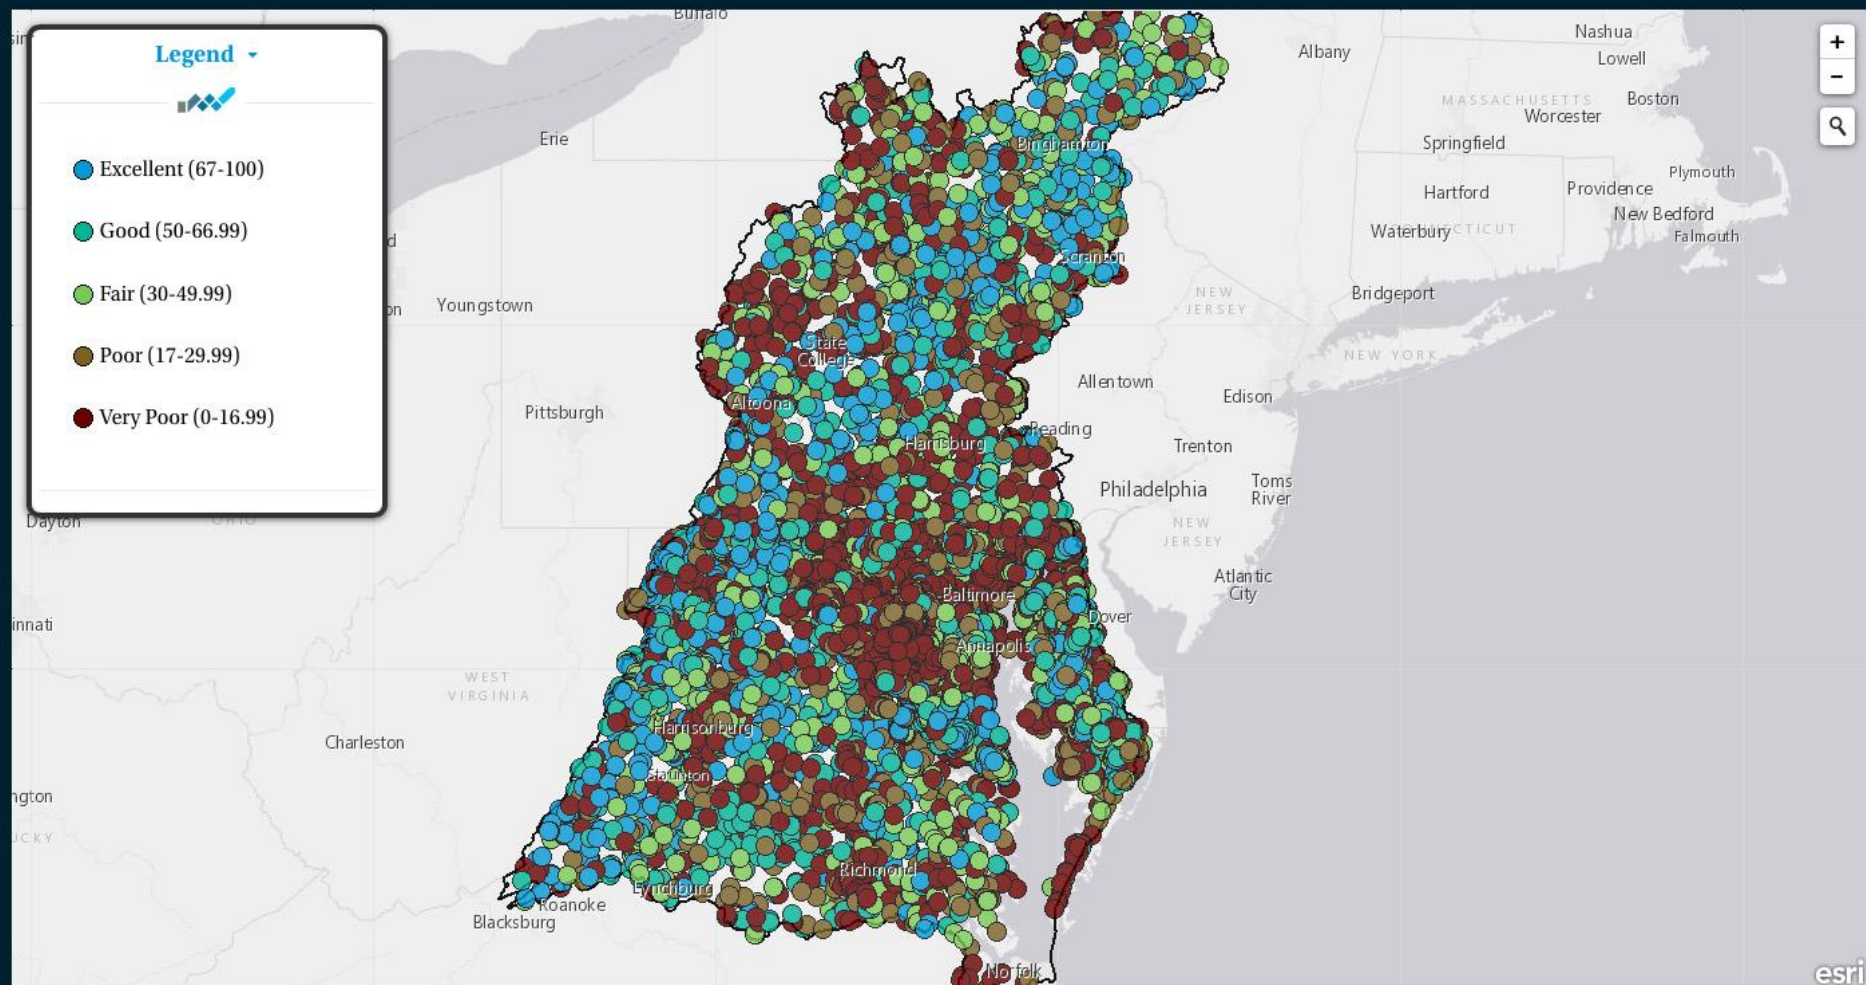 Legend
Excellent (67-100)
Good (50-66.99)
Fair (30-49.99)
Poor (17-29.99)
Very Poor (0-16.99)
Buffalo
Albany
Nashua
Lowell
MASSACHUSETTS
Boston
Worcester
Erie
Binghamton
Springfield
Plymouth
Hartford
Providence
New Bedford
Waterbury
Falmouth
Scranton
Youngstown
NEW
JERSEY
Bridgeport
State
College
NEW YORK
Allentown
Edison
Pittsburgh
Altoona
Reading
Harrisburg
Trenton
Philadelphia
Toms
River
Dayton
OHIO
NEW
JERSEY
Atlantic
City
Baltimore
Dover
Annapolis
WEST
VIRGINIA
Harrisonburg
Charleston
Staunton
Richmond
Lynchburg
Roanoke
Blacksburg
Norfolk
esri
+
−